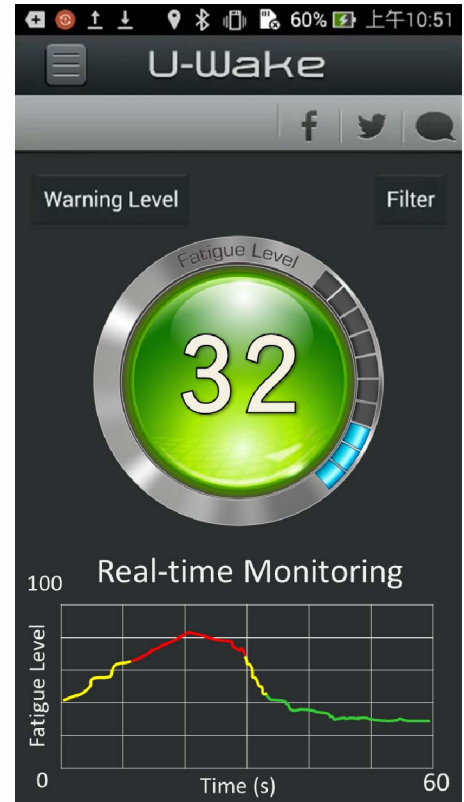 60% 上午10:51
U-Wake
Warning Level
Filter
Fatigue Level
32
Real-time Monitoring
100
Fatigue Level
0
Time (s)
60